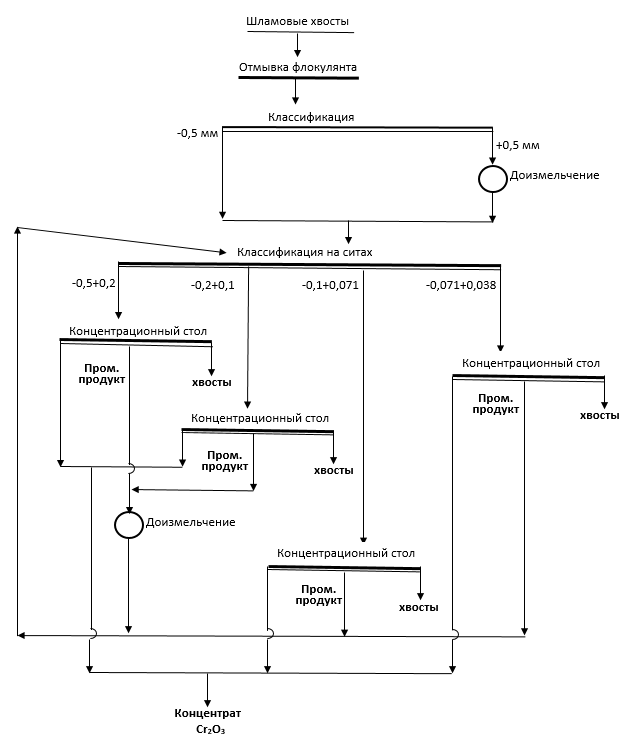 Шламовые хвосты
Отмывка флокулянта
Классификация
-0,5 мм
+0,5 мм
Доизмельчение
Классификация на ситах
-0,5+0,2
-0,2+0,1
-0,1+0,071
-0,071+0,038
Концентрационный стол
Пром.
продукт
хвосты
Концентрационный стол
Пром.
продукт
хвосты
Концентрационный стол
Пром.
продукт
хвосты
Доизмельчение
Концентрационный стол
Пром.
продукт
хвосты
Концентрат
Cr₂O₃